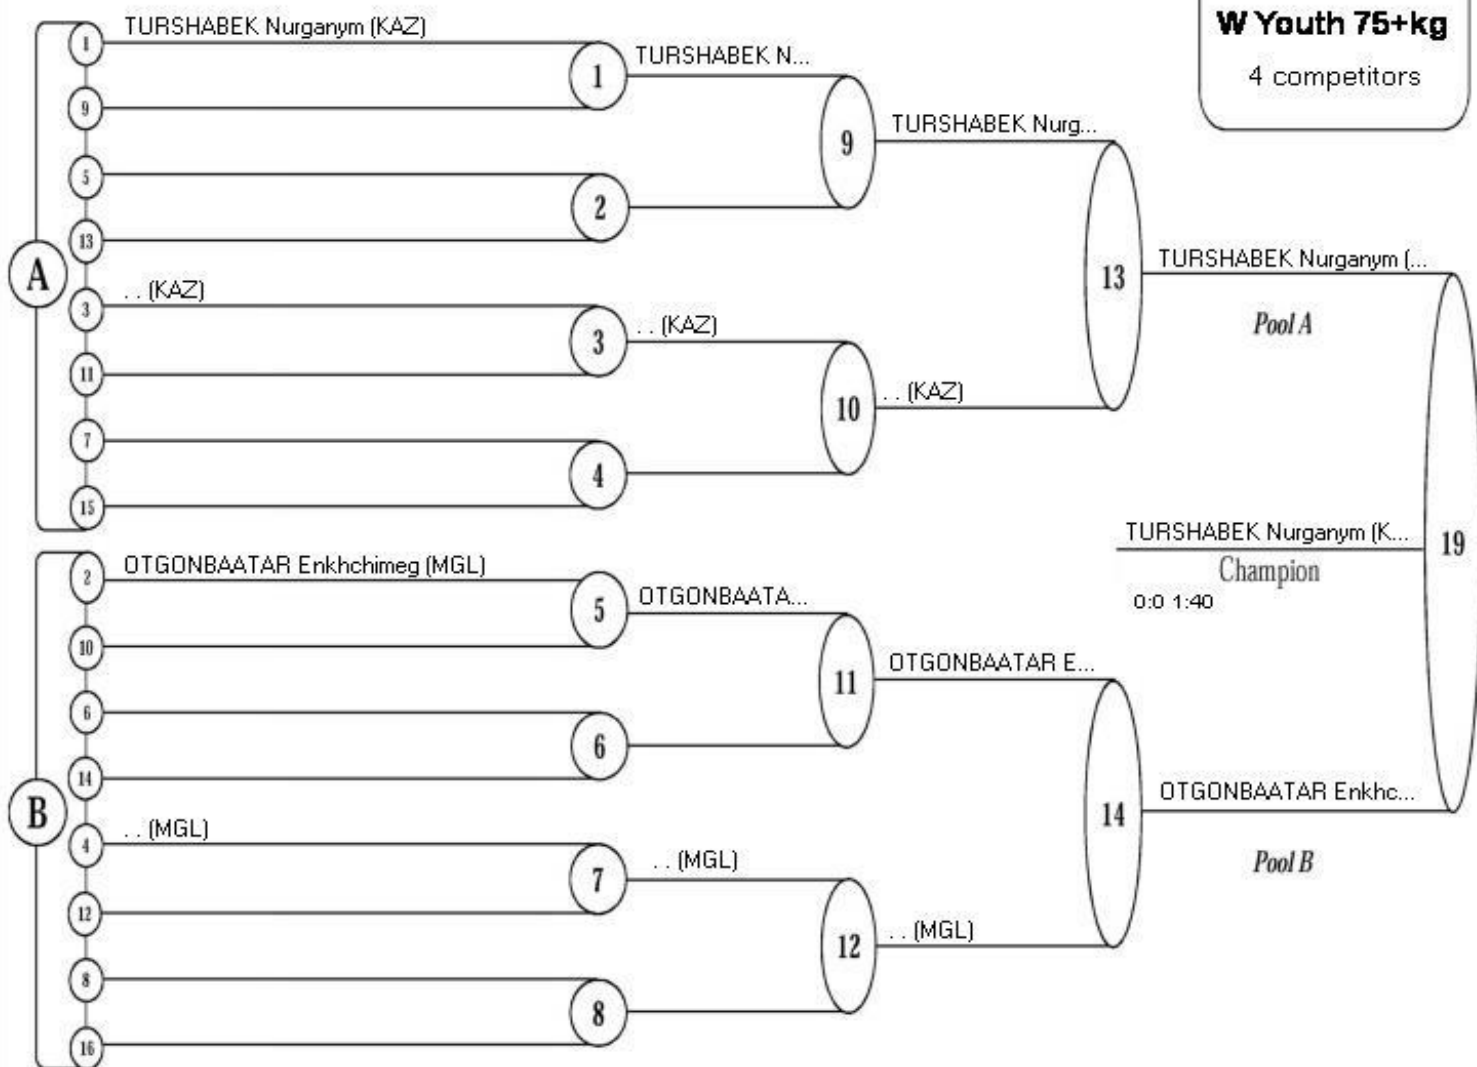 W Youth 75+kg
4 competitors
TURSHABEK Nurganym (KAZ)
1
9
5
13
. . (KAZ)
3
11
7
15
A
1
2
3
4
TURSHABEK N...
. . (KAZ)
9
10
TURSHABEK Nurg...
. . (KAZ)
13
TURSHABEK Nurganym (...
Pool A
OTGONBAATAR Enkhchimeg (MGL)
2
10
6
14
. . (MGL)
4
12
8
16
B
5
6
7
8
OTGONBAATA...
. . (MGL)
11
12
OTGONBAATAR E...
. . (MGL)
14
OTGONBAATAR Enkhc...
Pool B
TURSHABEK Nurganym (K...
Champion
0:0 1:40
19